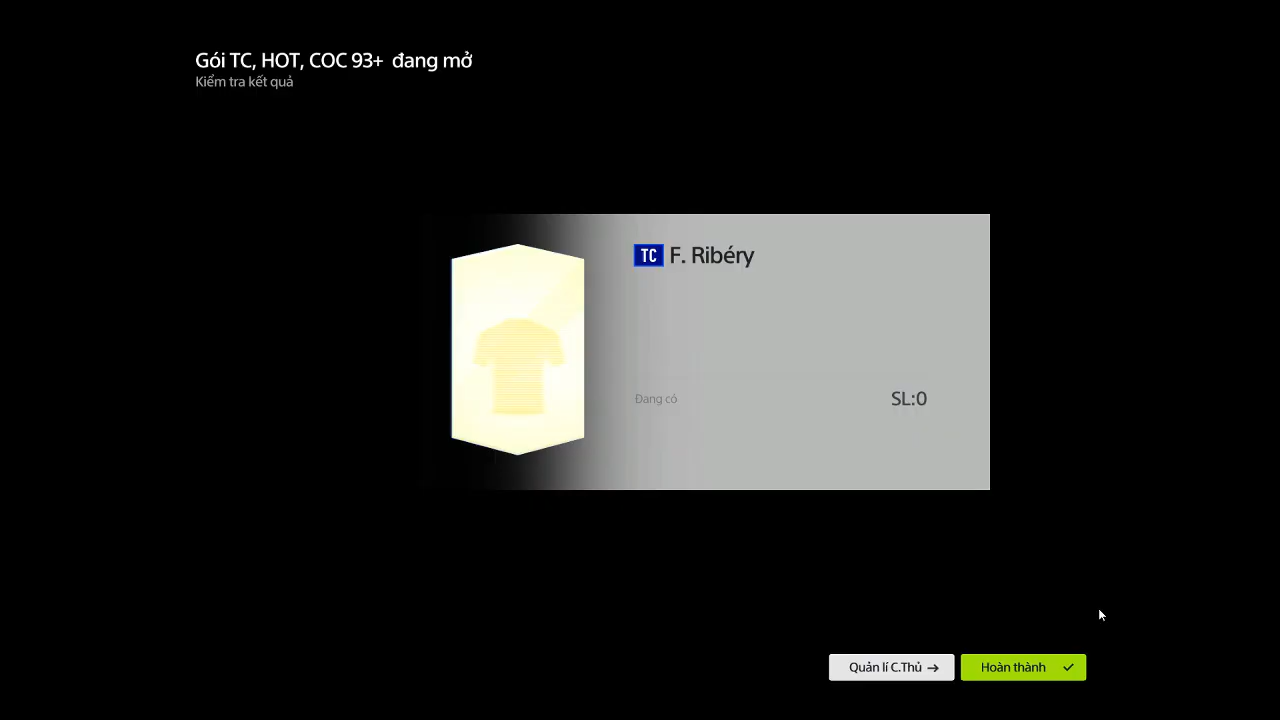 Gói TC, HOT, COC 93+ đang mở
Kiểm tra kết quả
TC F. Ribéry
Đang có SL:0
Quản lí C.Thủ →
Hoàn thành ✓